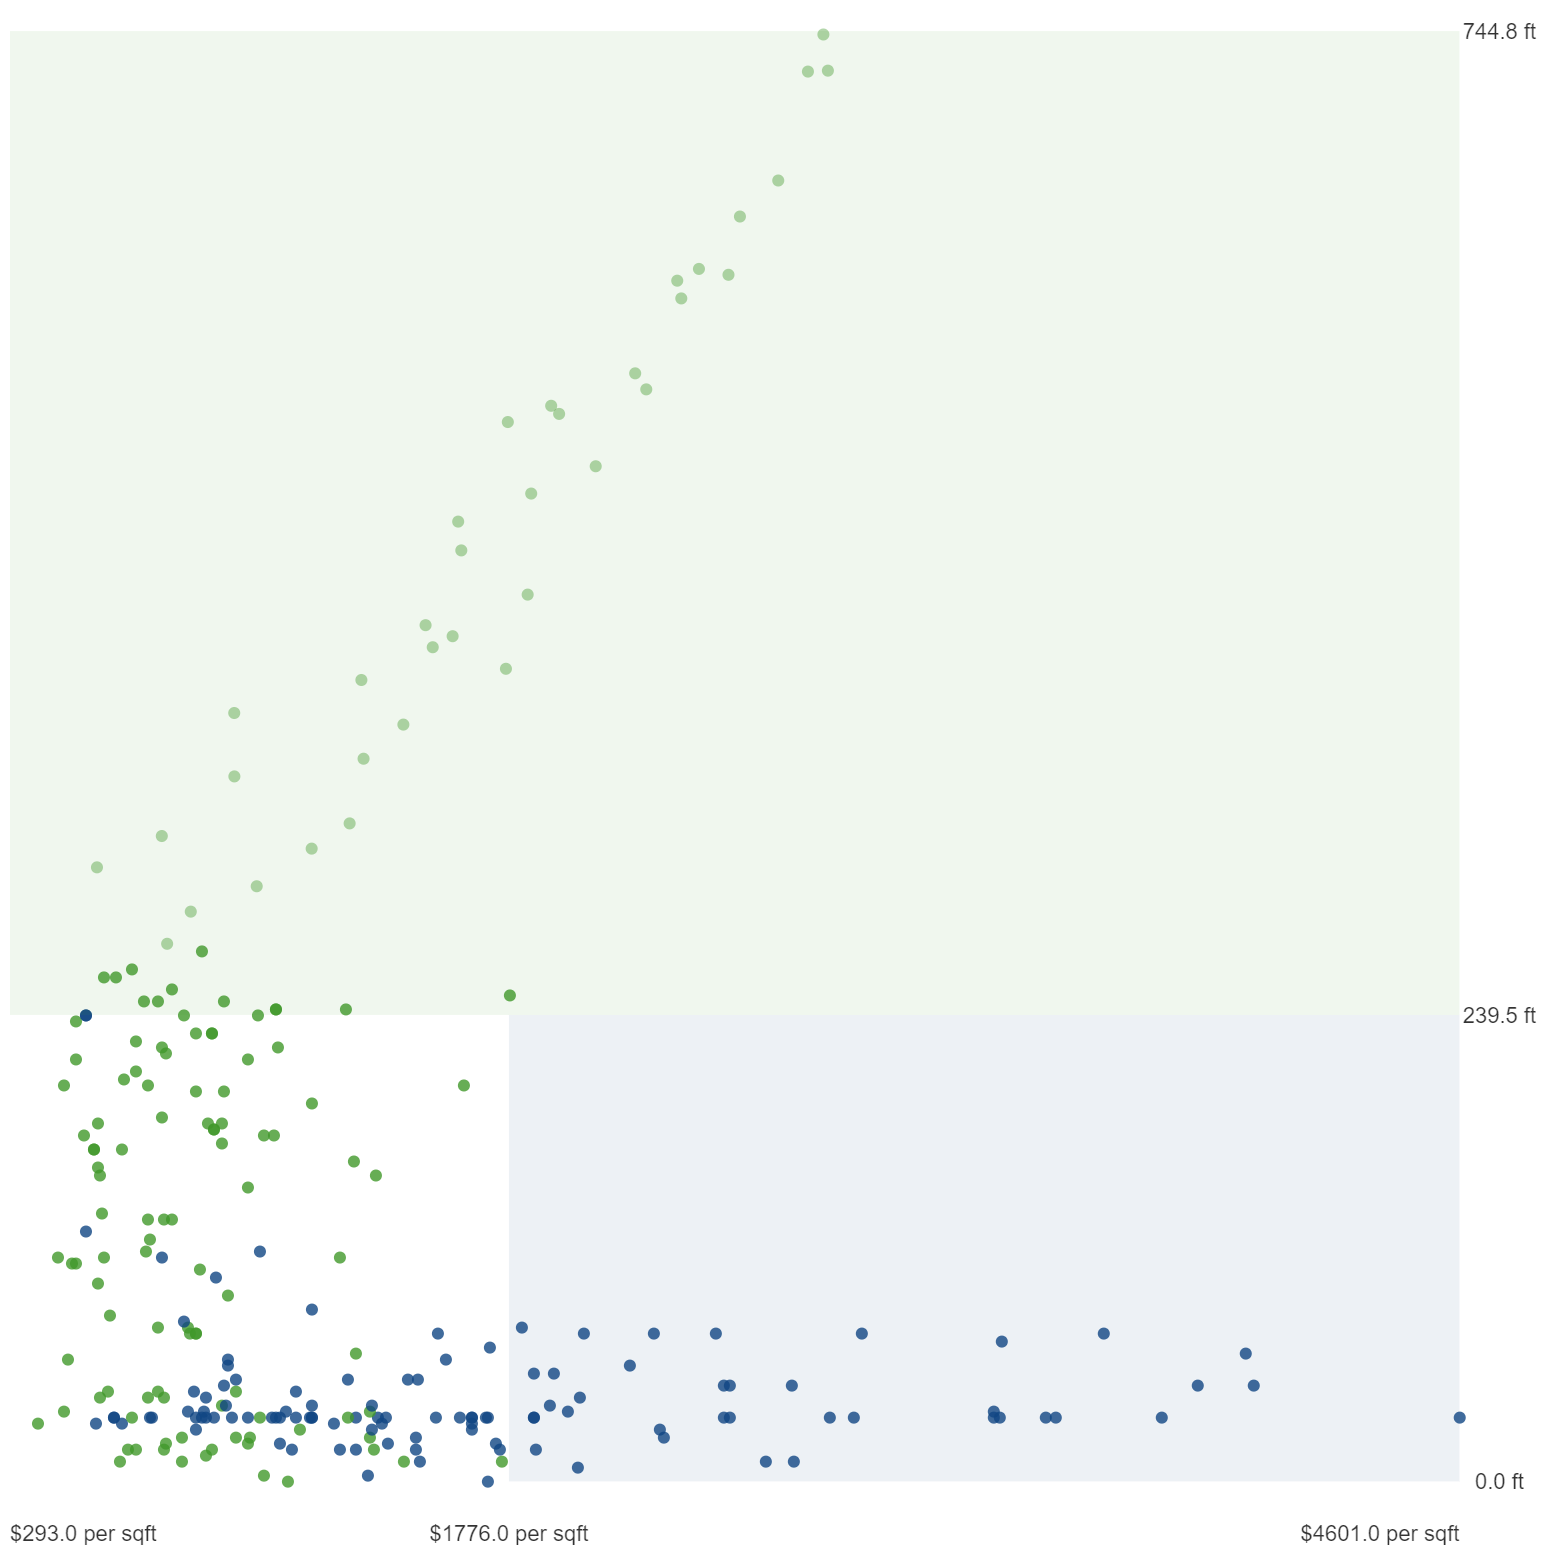 744.8 ft
239.5 ft
0.0 ft
$293.0 per sqft
$1776.0 per sqft
$4601.0 per sqft